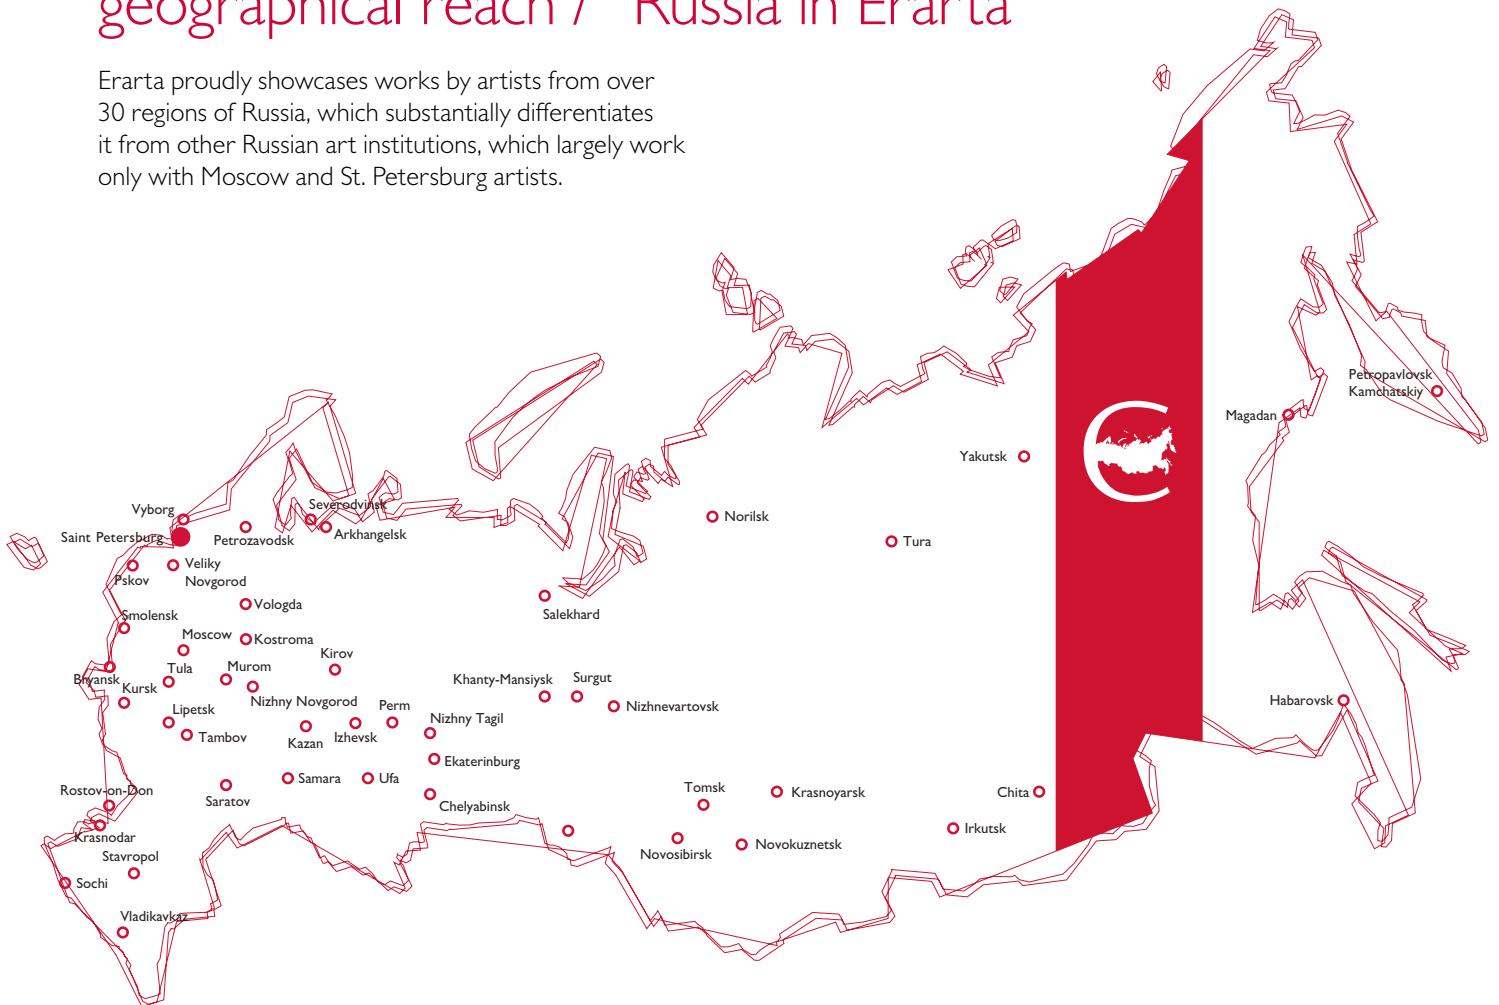 geographical reach / Russia in Erarta
Erarta proudly showcases works by artists from over
30 regions of Russia, which substantially differentiates
it from other Russian art institutions, which largely work
only with Moscow and St. Petersburg artists.
Petropavlovsk
Kamchatskiy
Magadan
Yakutsk
Vyborg
Severodvinsk
Norilsk
Saint Petersburg
Petrozavodsk
Arkhangelsk
Tura
Pskov
Veliky
Novgorod
Vologda
Salekhard
Smolensk
Moscow
Kostroma
Kirov
Tula
Murom
Bryansk
Kursk
Nizhny Novgorod
Khanty-Mansiysk
Surgut
Nizhnevartovsk
Habarovsk
Lipetsk
Perm
Nizhny Tagil
Tambov
Kazan
Izhevsk
Ekaterinburg
Samara
Ufa
Rostov-on-Don
Saratov
Chelyabinsk
Tomsk
Krasnoyarsk
Chita
Krasnodar
Irkutsk
Stavropol
Novosibirsk
Novokuznetsk
Sochi
Vladikavkaz